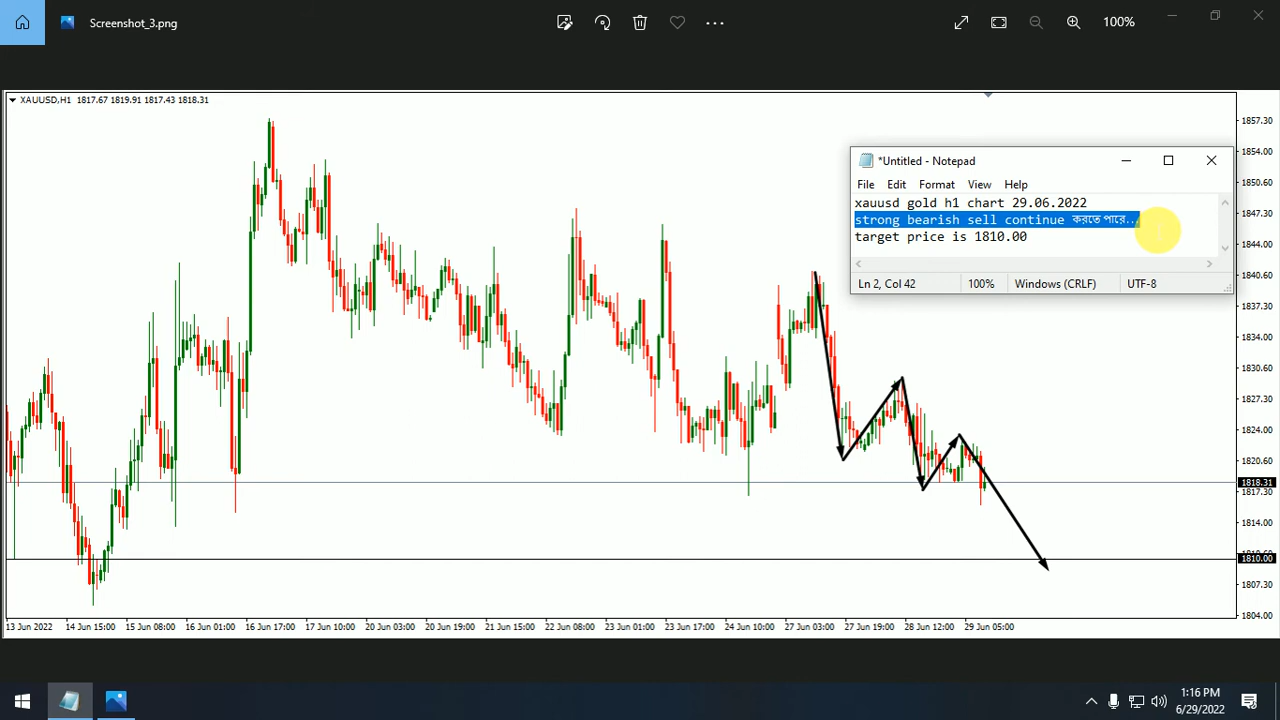 Screenshot_3.png
100%
XAUUSD,H1 1817.67 1819.91 1817.43 1818.31
*Untitled - Notepad
File Edit Format View Help
xauusd gold h1 chart 29.06.2022
strong bearish sell continue করতে পারে...
target price is 1810.00
Ln 2, Col 42 100% Windows (CRLF) UTF-8
1857.30
1854.00
1850.60
1847.30
1844.00
1840.60
1837.30
1834.00
1830.60
1827.30
1824.00
1820.60
1818.31
1817.30
1814.00
1810.00
1807.30
1804.00
13 Jun 2022 14 Jun 15:00 15 Jun 08:00 16 Jun 01:00 16 Jun 17:00 17 Jun 10:00 20 Jun 03:00 20 Jun 19:00 21 Jun 15:00 22 Jun 08:00 23 Jun 01:00 23 Jun 17:00 24 Jun 10:00 27 Jun 03:00 27 Jun 19:00 28 Jun 12:00 29 Jun 05:00
1:16 PM
6/29/2022